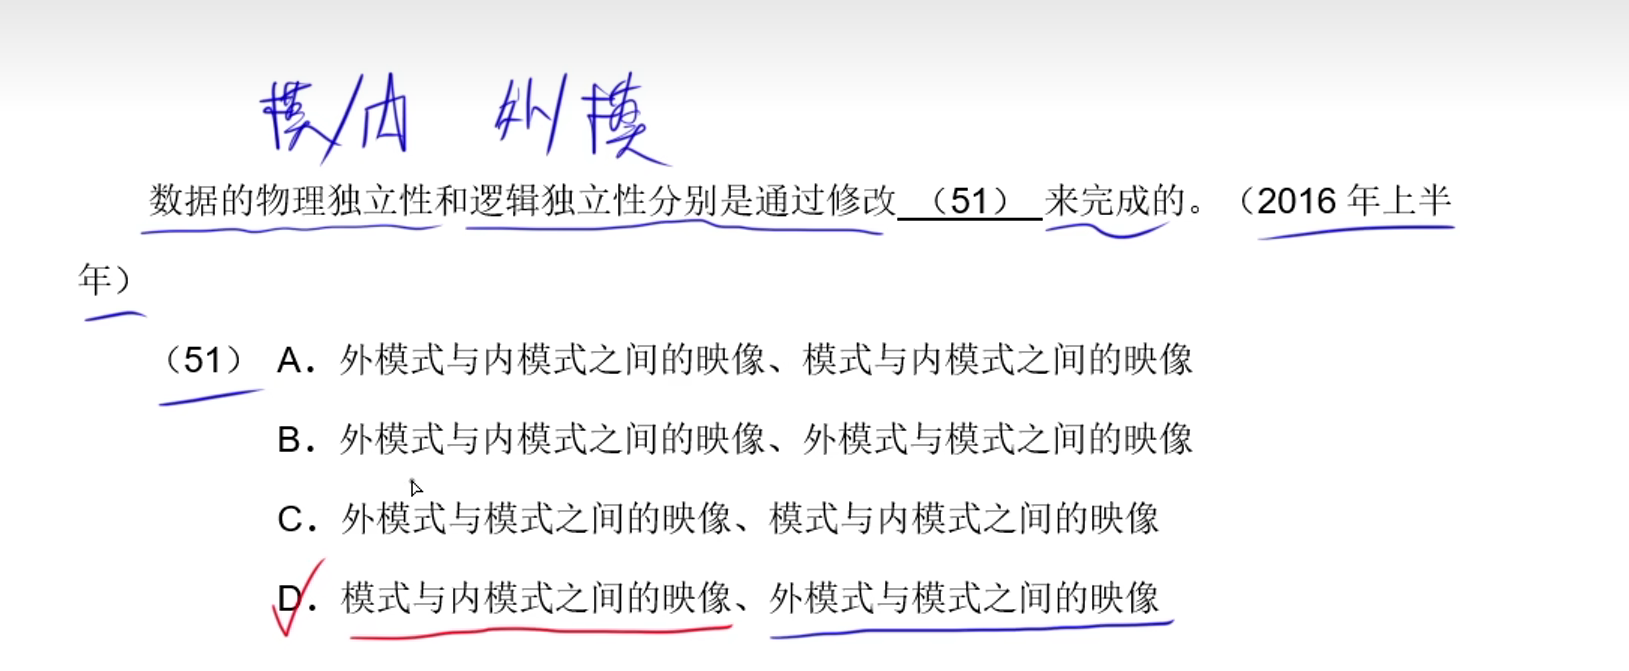 模/内 外/模
数据的物理独立性和逻辑独立性分别是通过修改 （51） 来完成的。（2016 年上半
年）
（51） A．外模式与内模式之间的映像、模式与内模式之间的映像
B．外模式与内模式之间的映像、外模式与模式之间的映像
C．外模式与模式之间的映像、模式与内模式之间的映像
D．模式与内模式之间的映像、外模式与模式之间的映像